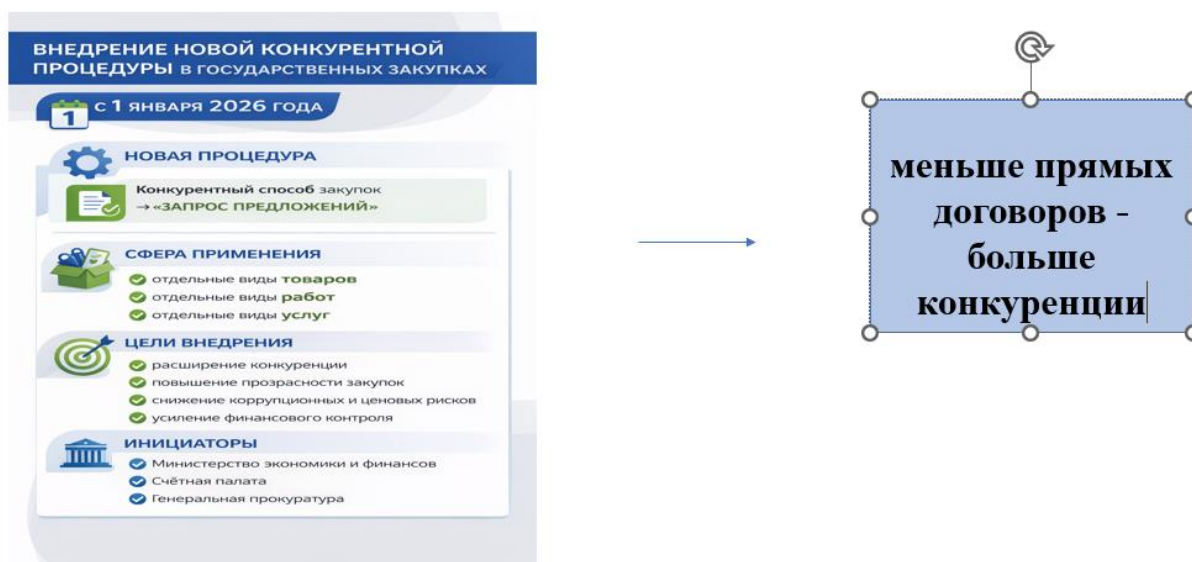 ВНЕДРЕНИЕ НОВОЙ КОНКУРЕНТНОЙ
ПРОЦЕДУРЫ В ГОСУДАРСТВЕННЫХ ЗАКУПКАХ
1
С 1 ЯНВАРЯ 2026 ГОДА
НОВАЯ ПРОЦЕДУРА
Конкурентный способ закупок
→ «ЗАПРОС ПРЕДЛОЖЕНИЙ»
СФЕРА ПРИМЕНЕНИЯ
отдельные виды товаров
отдельные виды работ
отдельные виды услуг
ЦЕЛИ ВНЕДРЕНИЯ
расширение конкуренции
повышение прозрасности закупок
снижение коррупционных и ценовых рисков
усиление финансового контроля
ИНИЦИАТОРЫ
Министерство экономики и финансов
Счётная палата
Генеральная прокуратура
меньше прямых
договоров -
больше
конкуренции